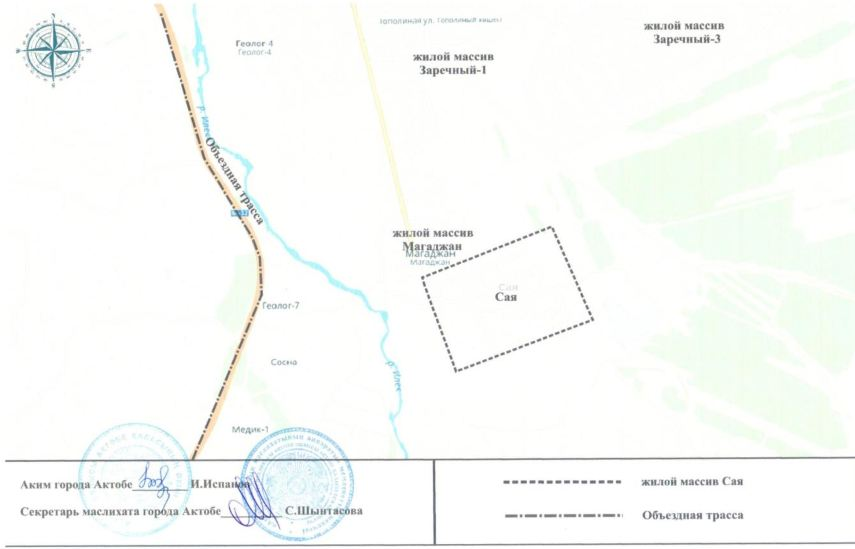 Тополиная ул.
жилой массив
Заречный-3
Геолог-4
Геолог-4
жилой массив
Заречный-1
р. Илек
Объездная трасса
жилой массив
Магаджан
Магаджан
Магаджан
Сая
Сая
Геолог-7
Сосна
р. Илек
Медик-1
Аким города Актобе И.Испанов
Секретарь маслихата города Актобе С.Шынтасова
жилой массив Сая
Объездная трасса